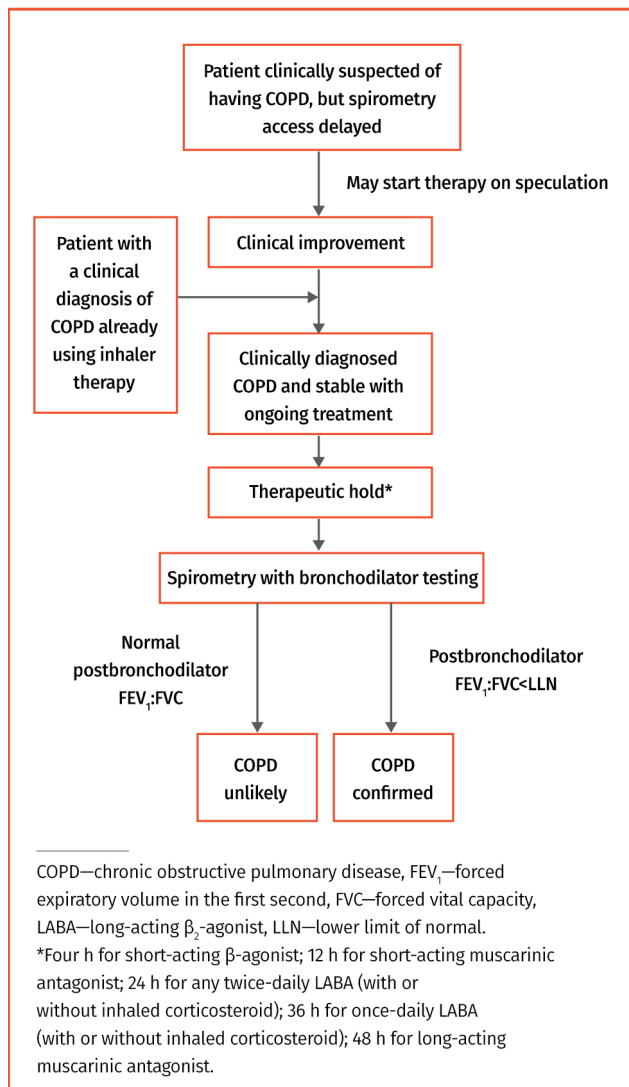 Patient clinically suspected of
having COPD, but spirometry
access delayed
May start therapy on speculation
Clinical improvement
Patient with
a clinical
diagnosis of
COPD already
using inhaler
therapy
Clinically diagnosed
COPD and stable with
ongoing treatment
Therapeutic hold*
Spirometry with bronchodilator testing
Normal
postbronchodilator
FEV₁:FVC
Postbronchodilator
FEV₁:FVC<LLN
COPD
unlikely
COPD
confirmed
COPD—chronic obstructive pulmonary disease, FEV₁—forced
expiratory volume in the first second, FVC—forced vital capacity,
LABA—long-acting β₂-agonist, LLN—lower limit of normal.
*Four h for short-acting β-agonist; 12 h for short-acting muscarinic
antagonist; 24 h for any twice-daily LABA (with or
without inhaled corticosteroid); 36 h for once-daily LABA
(with or without inhaled corticosteroid); 48 h for long-acting
muscarinic antagonist.